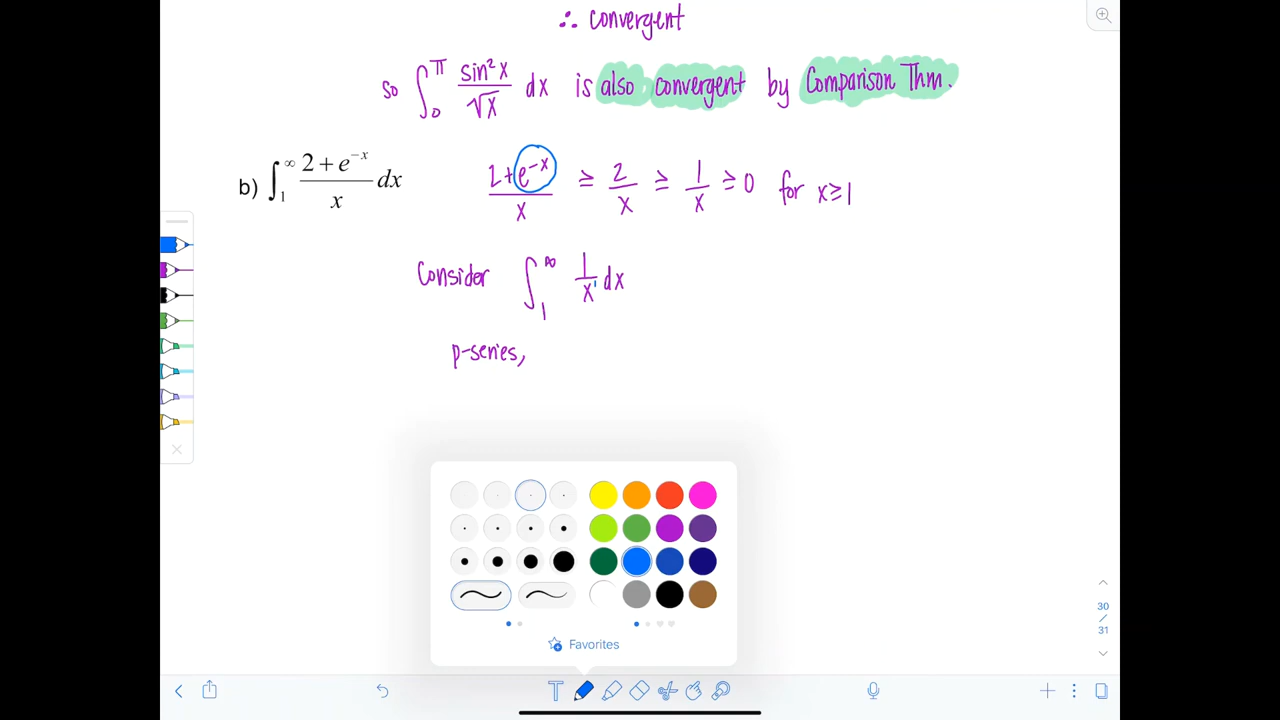 ∴ convergent
so ∫₀^π sin²x/√x dx is also convergent by Comparison Thm.
b) ∫₁^∞ (2 + e^(−x))/x dx (2+e^(-x))/x ≥ 2/x ≥ 1/x ≥ 0 for x≥1
Consider ∫₁^∞ 1/x¹ dx
p-series,
Favorites
30
/
31
T